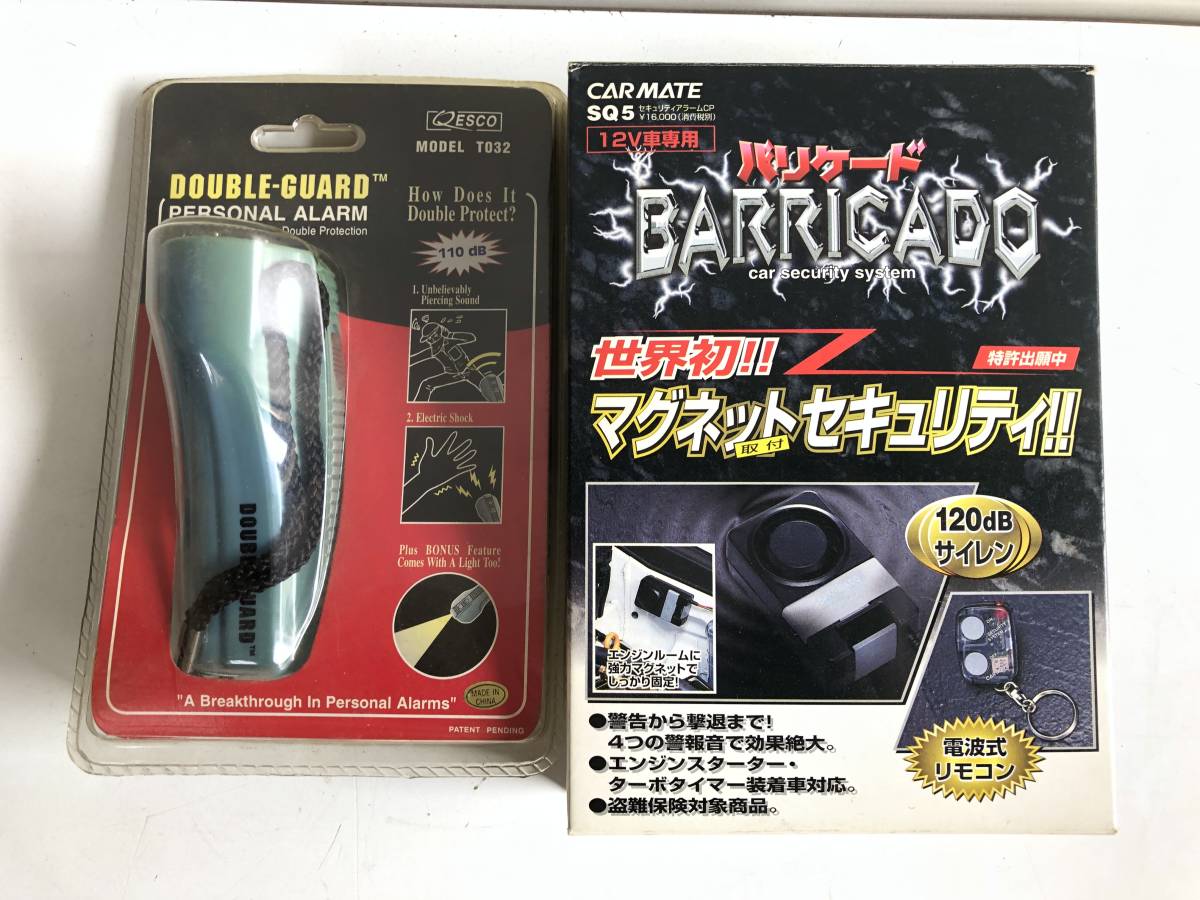 QESCO
MODEL T032
DOUBLE-GUARD™
PERSONAL ALARM
Double Protection
How Does It
Double Protect?
110 dB
1. Unbelievably
Piercing Sound
2. Electric Shock
Plus BONUS Feature
Comes With A Light Too!
DOUBLE-GUARD™
"A Breakthrough In Personal Alarms"
MADE IN
CHINA
PATENT PENDING
CAR MATE
SQ5 セキュリティアラームCP
¥16,000(消費税別)
12V車専用
バリケード
BARRICADO
car security system
世界初!!
特許出願中
マグネット取付セキュリティ!!
120dB
サイレン
エンジンルームに
強力マグネットで
しっかり固定!
●警告から撃退まで!
4つの警報音で効果絶大。
●エンジンスターター・
ターボタイマー装着車対応。
●盗難保険対象商品。
電波式
リモコン